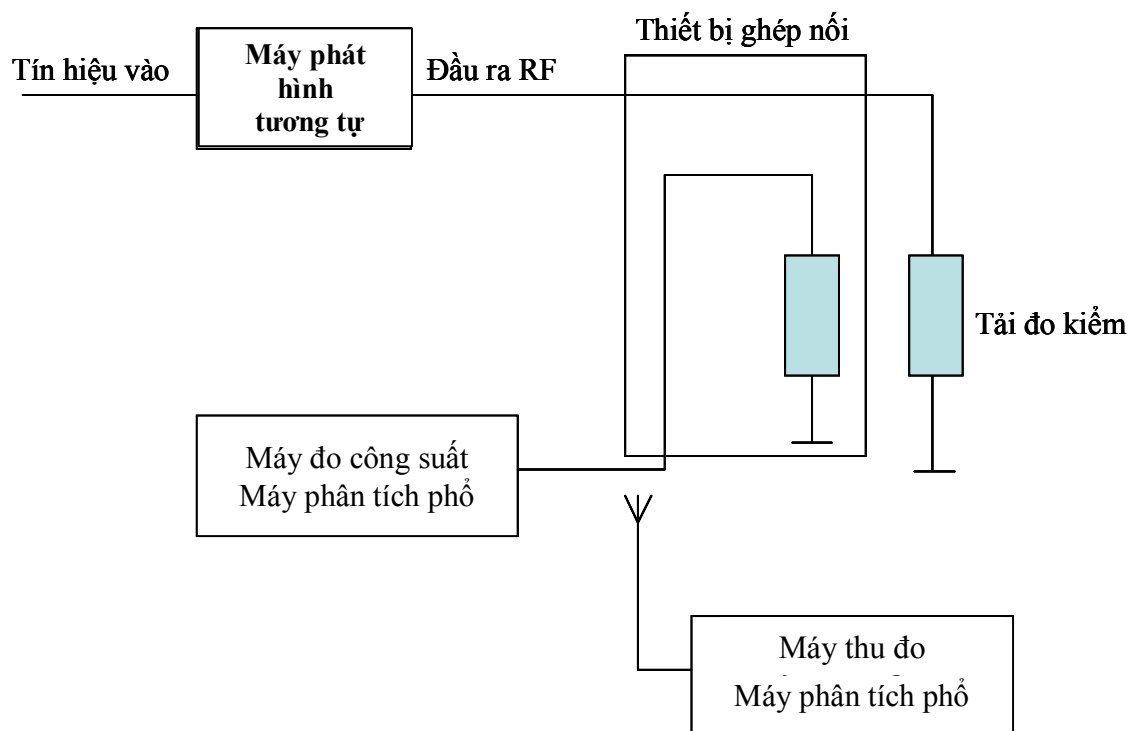 Thiết bị ghép nối
Tín hiệu vào
Máy phát
hình
tương tự
Đầu ra RF
Tải đo kiểm
Máy đo công suất
Máy phân tích phổ
Máy thu đo
Máy phân tích phổ